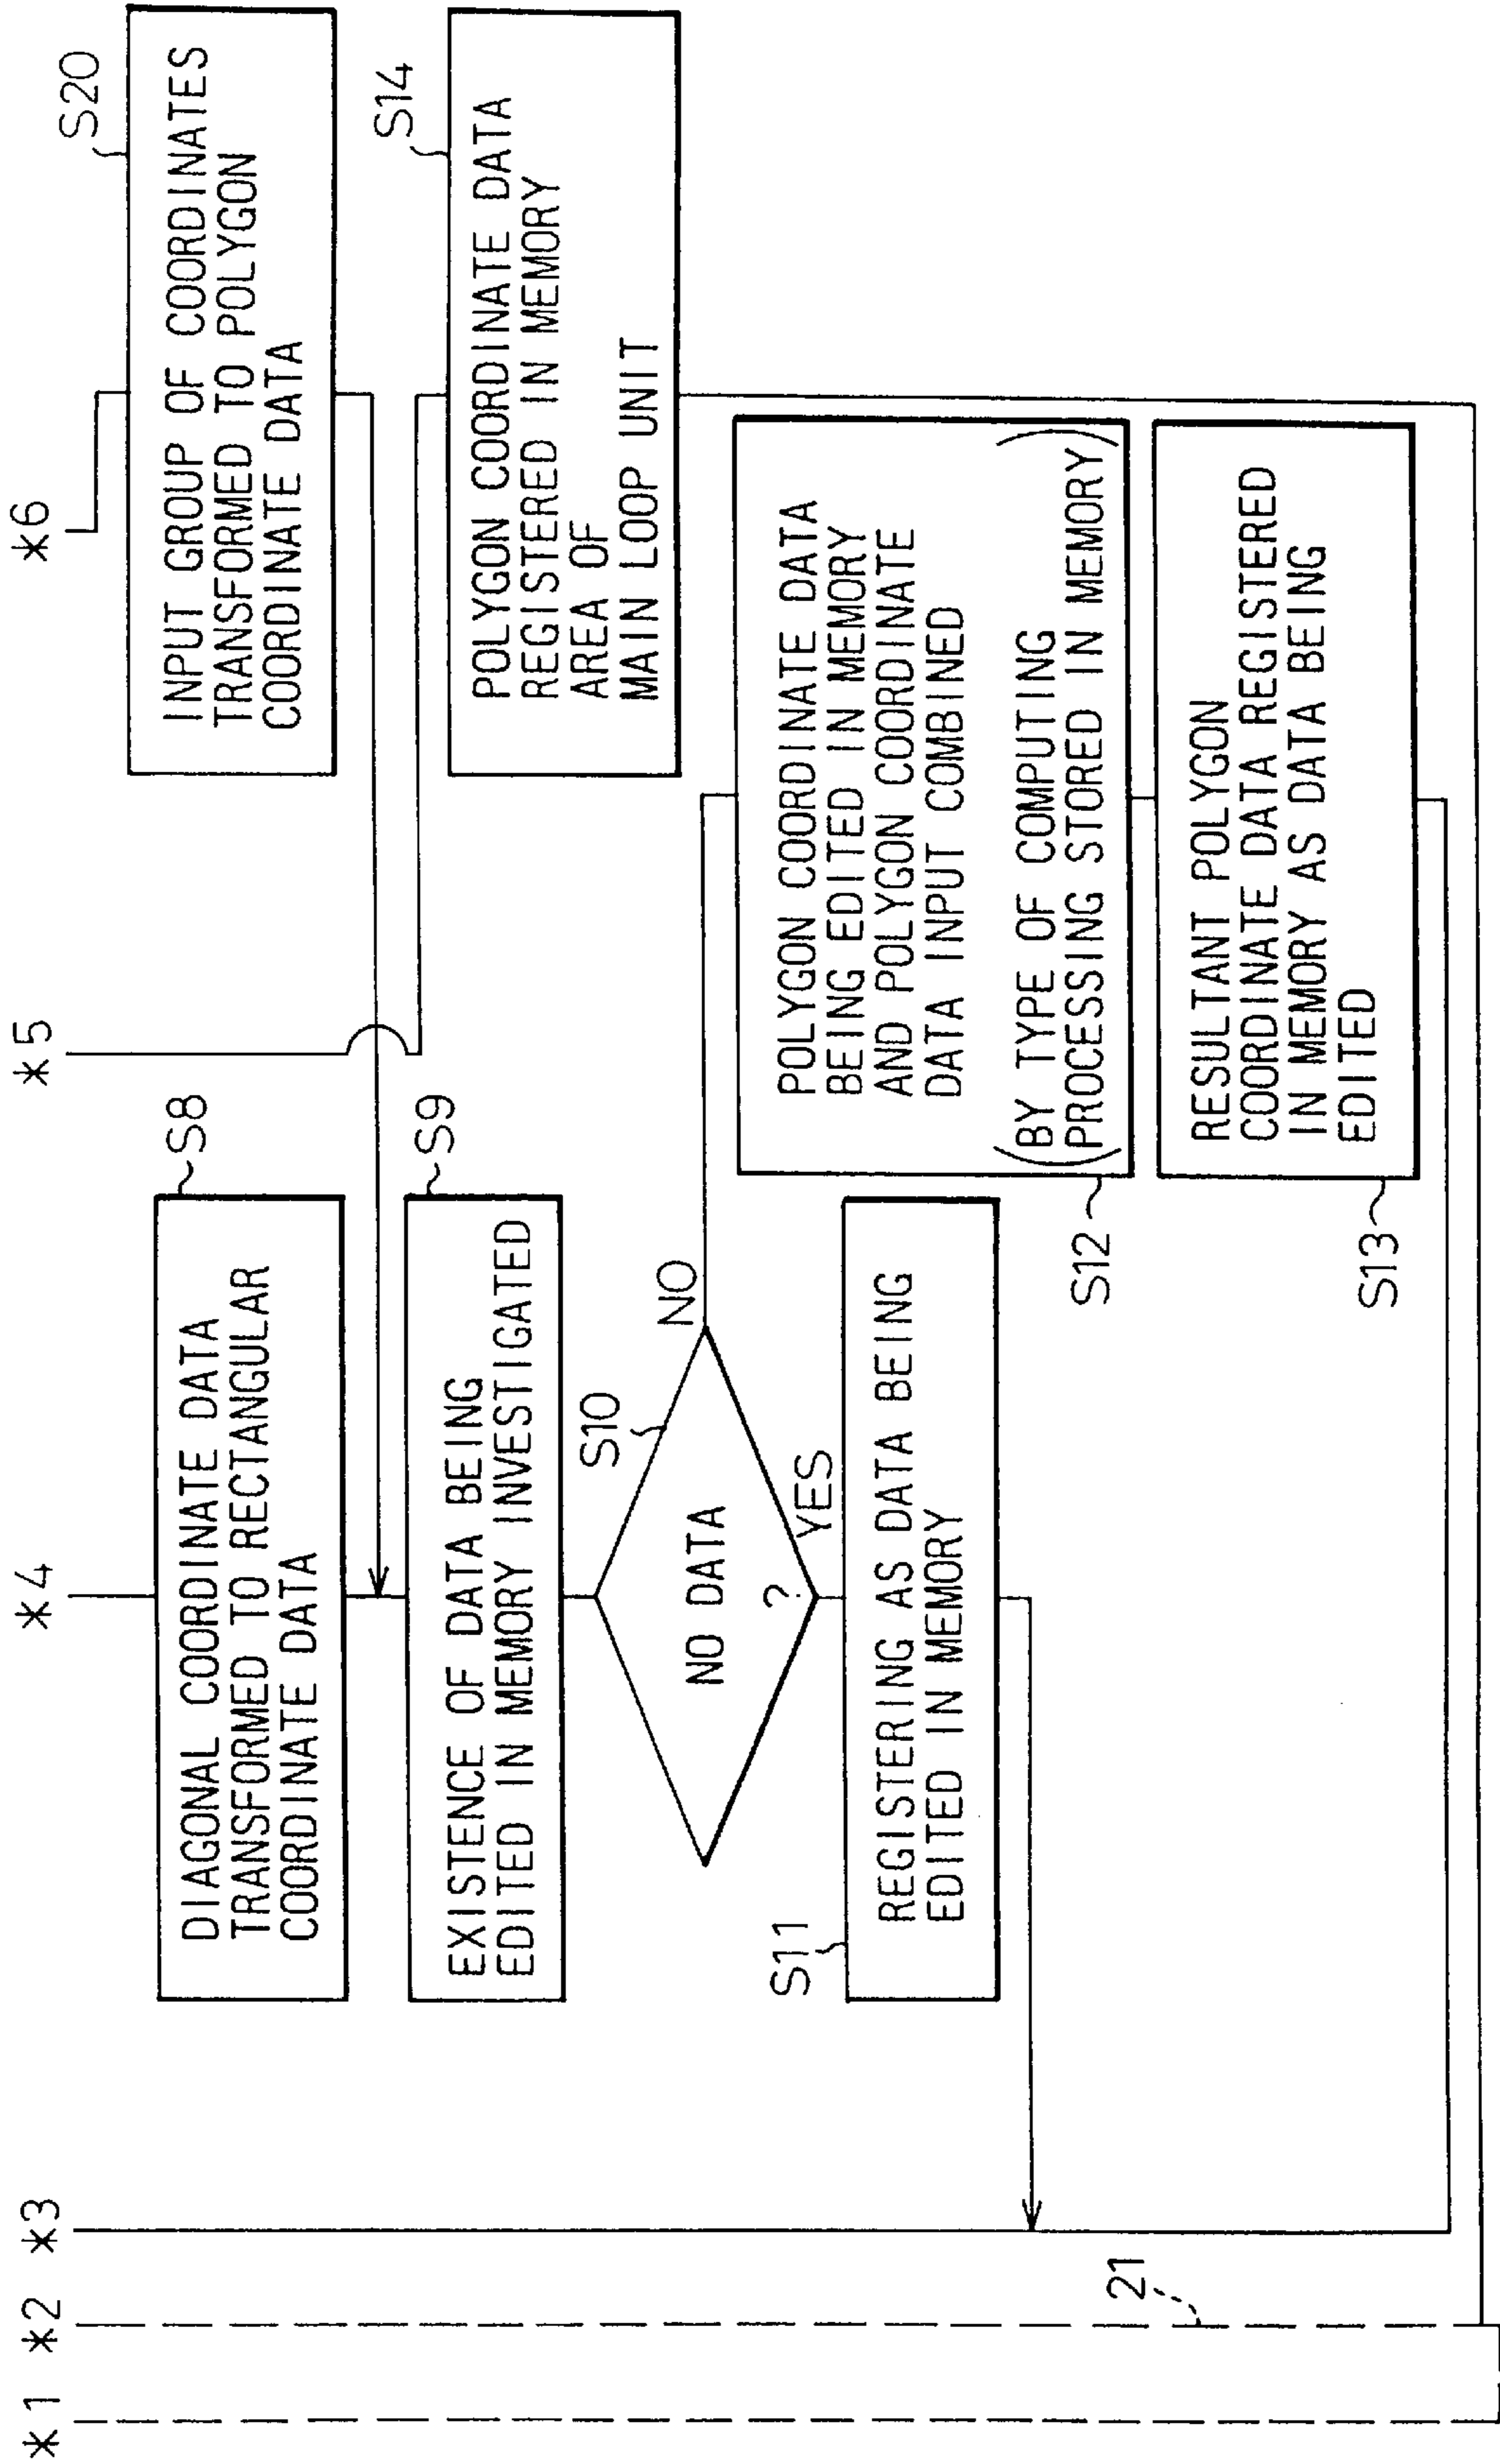 *1
*2
*3
*4
*5
*6
DIAGONAL COORDINATE DATA
TRANSFORMED TO RECTANGULAR
COORDINATE DATA
S8
INPUT GROUP OF COORDINATES
TRANSFORMED TO POLYGON
COORDINATE DATA
S20
EXISTENCE OF DATA BEING
EDITED IN MEMORY INVESTIGATED
S9
POLYGON COORDINATE DATA
REGISTERED IN MEMORY
AREA OF
MAIN LOOP UNIT
S14
S10
NO DATA
?
NO
YES
S11
REGISTERING AS DATA BEING
EDITED IN MEMORY
POLYGON COORDINATE DATA
BEING EDITED IN MEMORY
AND POLYGON COORDINATE
DATA INPUT COMBINED
(BY TYPE OF COMPUTING
PROCESSING STORED IN MEMORY)
S12
RESULTANT POLYGON
COORDINATE DATA REGISTERED
IN MEMORY AS DATA BEING
EDITED
S13
21